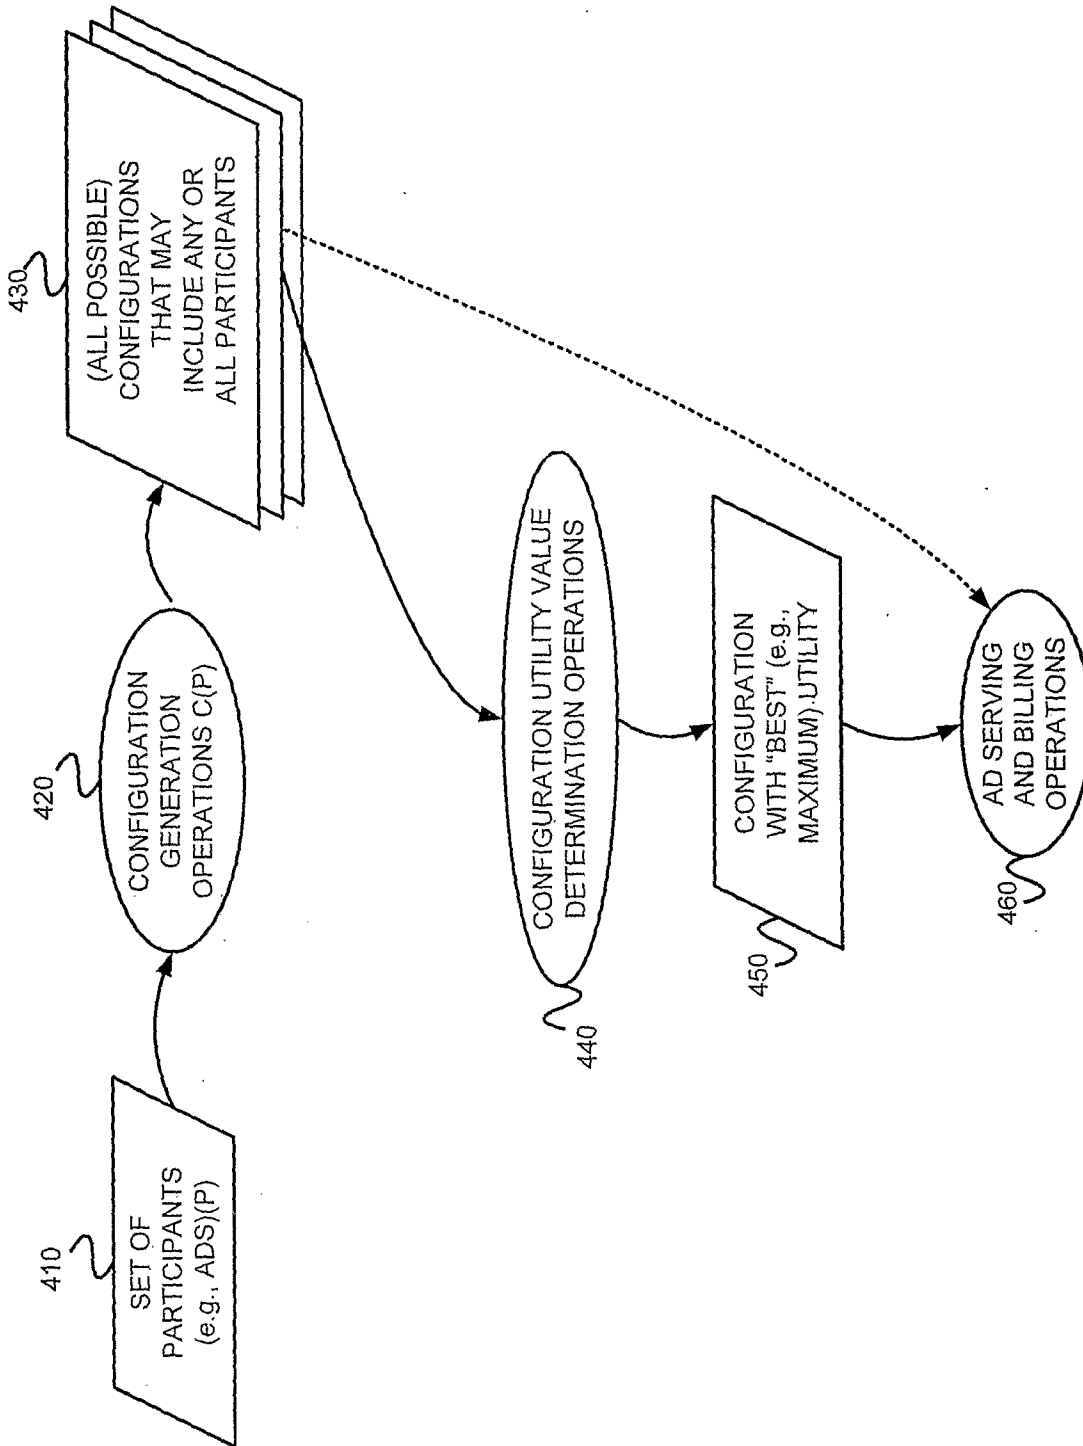 410
SET OF
PARTICIPANTS
(e.g., ADS)(P)
420
CONFIGURATION
GENERATION
OPERATIONS C(P)
430
(ALL POSSIBLE)
CONFIGURATIONS
THAT MAY
INCLUDE ANY OR
ALL PARTICIPANTS
440
CONFIGURATION UTILITY VALUE
DETERMINATION OPERATIONS
450
CONFIGURATION
WITH "BEST" (e.g.,
MAXIMUM).UTILITY
460
AD SERVING
AND BILLING
OPERATIONS